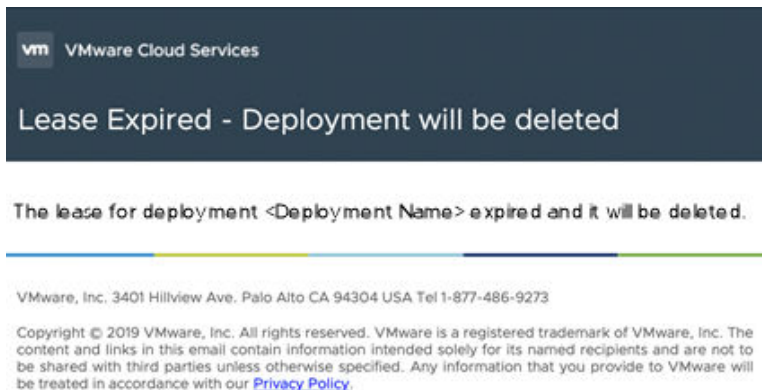 vm VMware Cloud Services
Lease Expired - Deployment will be deleted
The lease for deployment <Deployment Name> expired and it will be deleted.
VMware, Inc. 3401 Hillview Ave. Palo Alto CA 94304 USA Tel 1-877-486-9273
Copyright © 2019 VMware, Inc. All rights reserved. VMware is a registered trademark of VMware, Inc. The
content and links in this email contain information intended solely for its named recipients and are not to
be shared with third parties unless otherwise specified. Any information that you provide to VMware will
be treated in accordance with our Privacy Policy.